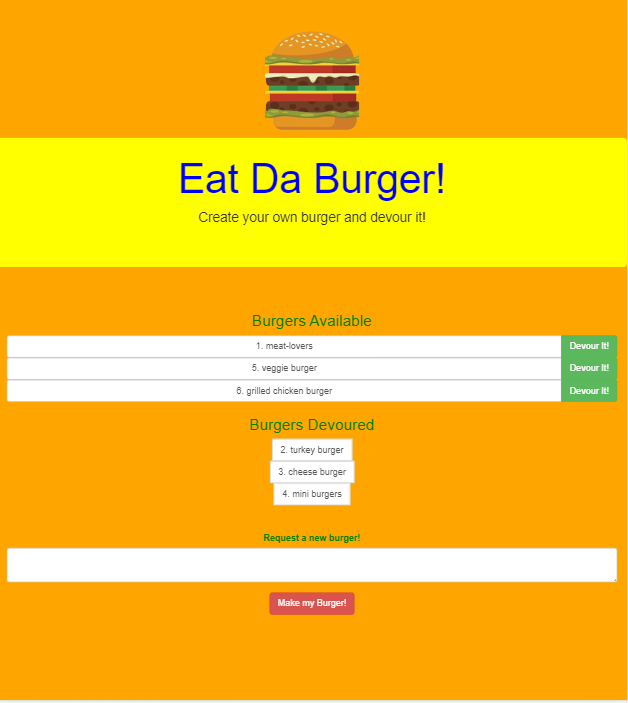 Eat Da Burger!
Create your own burger and devour it!
Burgers Available
1. meat-lovers Devour It!
5. veggie burger Devour It!
6. grilled chicken burger Devour It!
Burgers Devoured
2. turkey burger
3. cheese burger
4. mini burgers
Request a new burger!
Make my Burger!